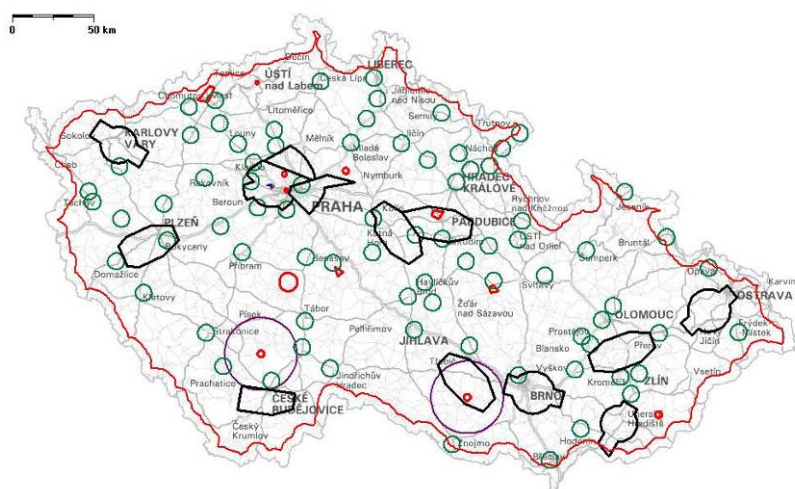 0 50 km
Děčín
LIBEREC
Teplice
ÚSTÍ
nad Labem
Česká Lípa
Chomutov
Most
Jablonec
nad Nisou
Litoměřice
Semily
Trutnov
KARLOVY
VARY
Sokolov
Louny
Mělník
Jičín
Mladá
Boleslav
Náchod
Cheb
Kladno
Rakovník
Nymburk
HRADEC
KRÁLOVÉ
Rychnov
nad Kněžnou
Jeseník
Beroun
PRAHA
Kolín
Tachov
PLZEŇ
PARDUBICE
Kutná
Hora
Chrudim
ÚSTÍ
nad Orlicí
Bruntál
Rokycany
Šumperk
Opava
Domažlice
Příbram
Benešov
Karviná
Havlíčkův
Brod
Svitavy
OSTRAVA
Klatovy
Žďár
nad Sázavou
OLOMOUC
Tábor
Písek
Frýdek
Místek
Strakonice
Pelhřimov
Prostějov
Nový
Jičín
JIHLAVA
Blansko
Přerov
Třebíč
Vsetín
Vyškov
Prachatice
Jindřichův
Hradec
Kroměříž
ZLÍN
ČESKÉ
BUDĚJOVICE
BRNO
Uherské
Hradiště
Český
Krumlov
Znojmo
Hodonín
Břeclav